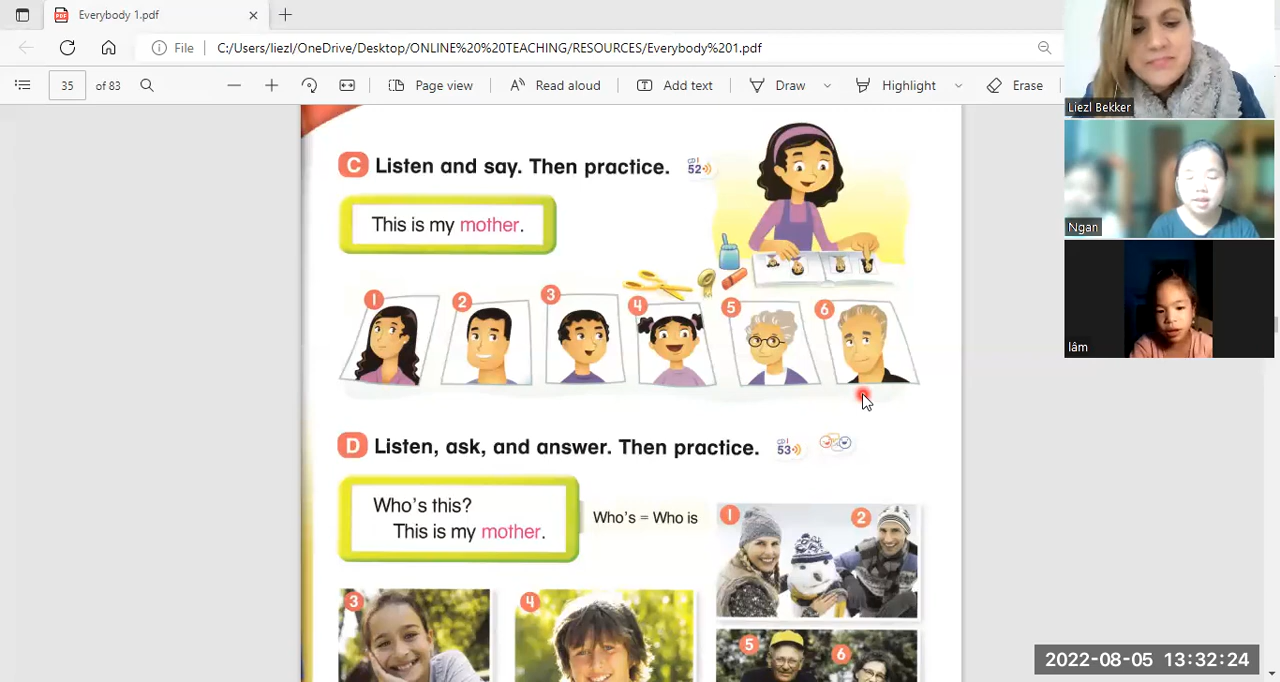 Everybody 1.pdf
File
C:/Users/liezl/OneDrive/Desktop/ONLINE%20%20TEACHING/RESOURCES/Everybody%201.pdf
35 of 83
Page view
Read aloud
Add text
Draw
Highlight
Erase
C Listen and say. Then practice. CD1 52
This is my mother.
1 2 3 4 5 6
D Listen, ask, and answer. Then practice. CD1 53
Who's this?
This is my mother.
Who's = Who is
1 2
3 4
5 6
Liezl Bekker
Ngan
lâm
2022-08-05 13:32:24